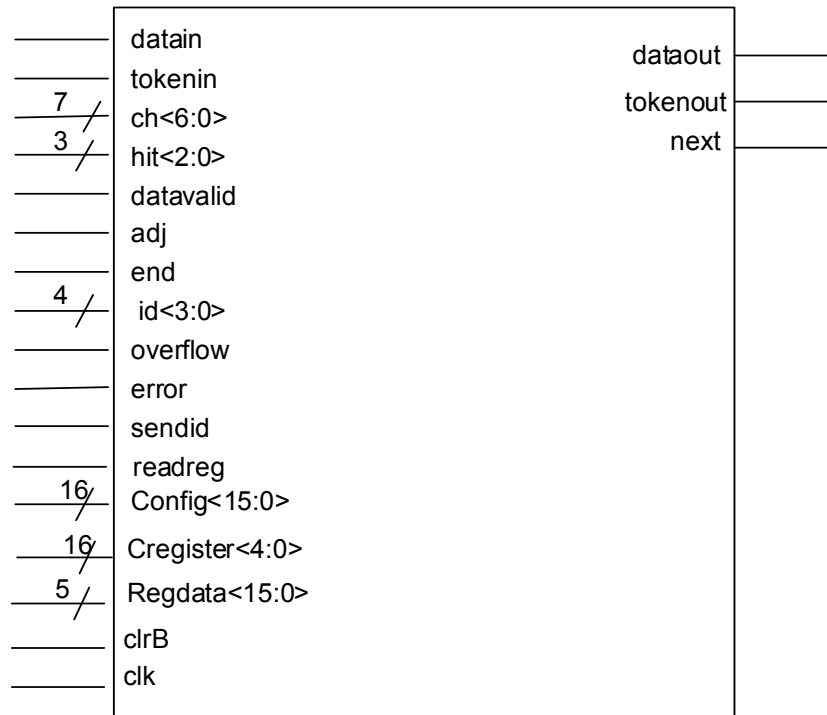 datain
dataout
tokenin
tokenout
7
ch<6:0>
3
hit<2:0>
next
datavalid
adj
end
4
id<3:0>
overflow
error
sendid
readreg
16
Config<15:0>
16
Cregister<4:0>
5
Regdata<15:0>
clrB
clk